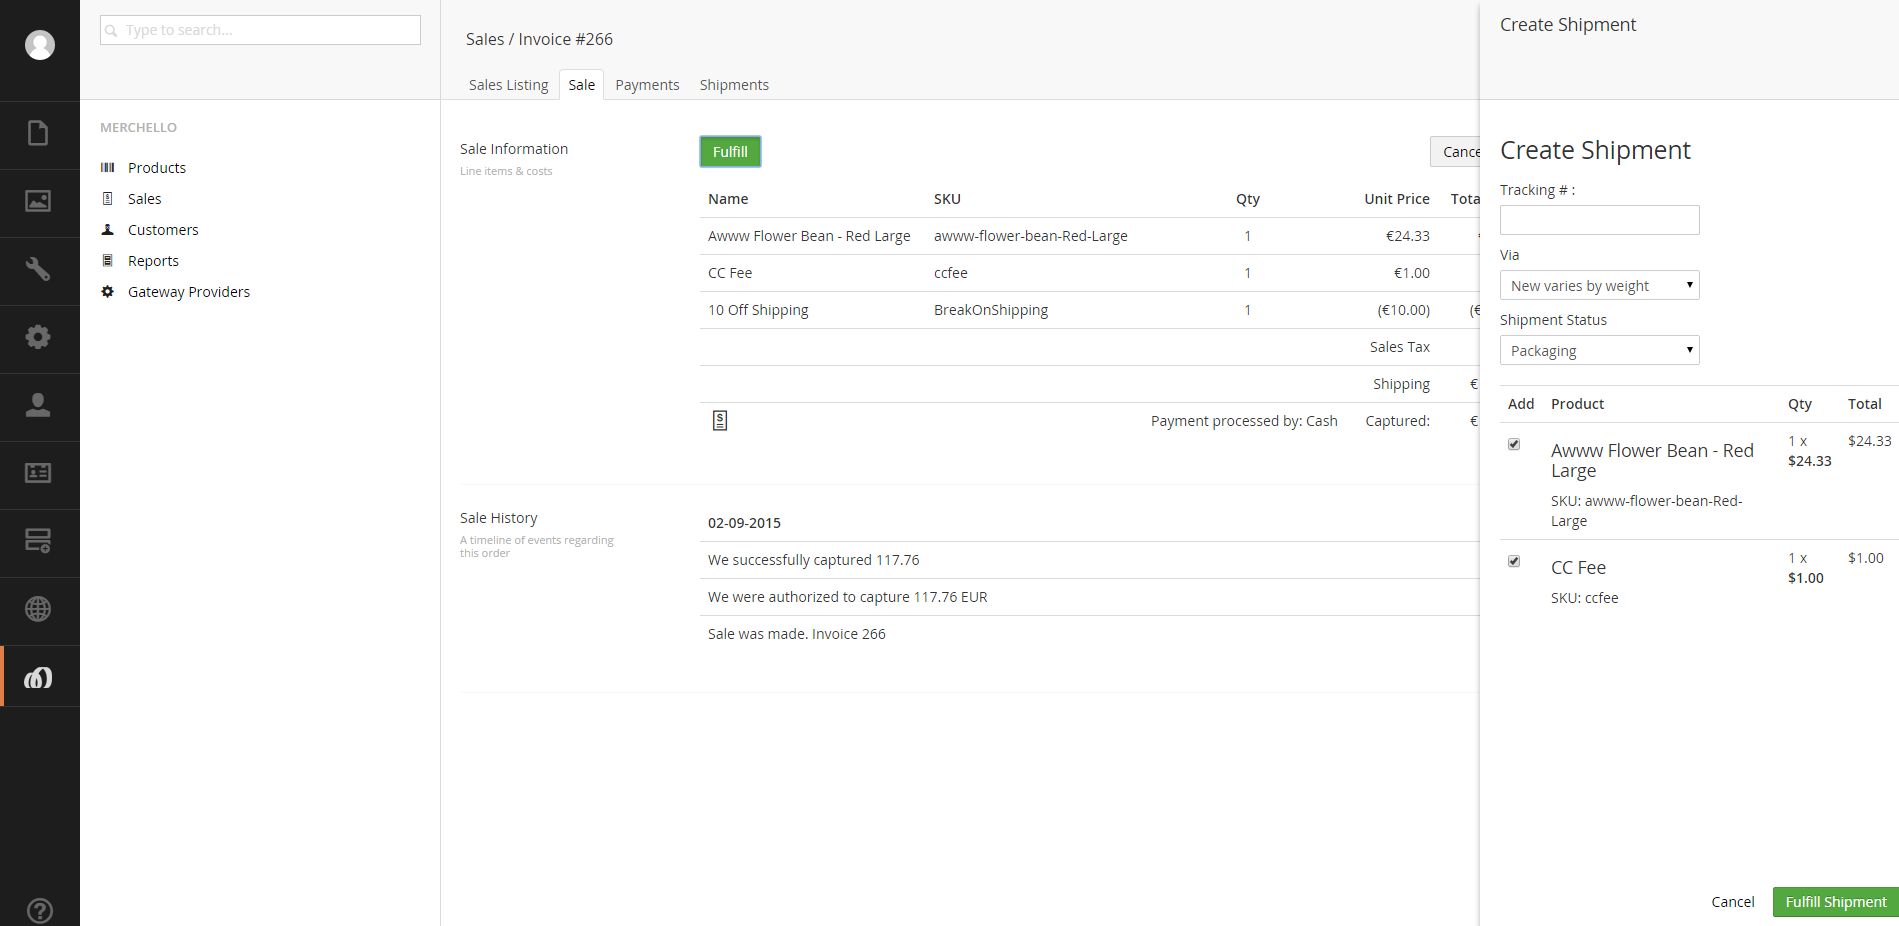 Type to search...
MERCHELLO
Products
Sales
Customers
Reports
Gateway Providers
Sales / Invoice #266
Sales Listing Sale Payments Shipments
Sale Information
Line items & costs
Fulfill
Name SKU Qty Unit Price
Awww Flower Bean - Red Large awww-flower-bean-Red-Large 1 €24.33
CC Fee ccfee 1 €1.00
10 Off Shipping BreakOnShipping 1 (€10.00)
Sales Tax
Shipping €
Payment processed by: Cash Captured: €
Sale History
A timeline of events regarding
this order
02-09-2015
We successfully captured 117.76
We were authorized to capture 117.76 EUR
Sale was made. Invoice 266
Create Shipment
Create Shipment
Tracking # :
Via
New varies by weight
Shipment Status
Packaging
Add Product Qty Total
Awww Flower Bean - Red
Large
SKU: awww-flower-bean-Red-
Large
1 x
$24.33
$24.33
CC Fee
SKU: ccfee
1 x
$1.00
$1.00
Cancel Fulfill Shipment